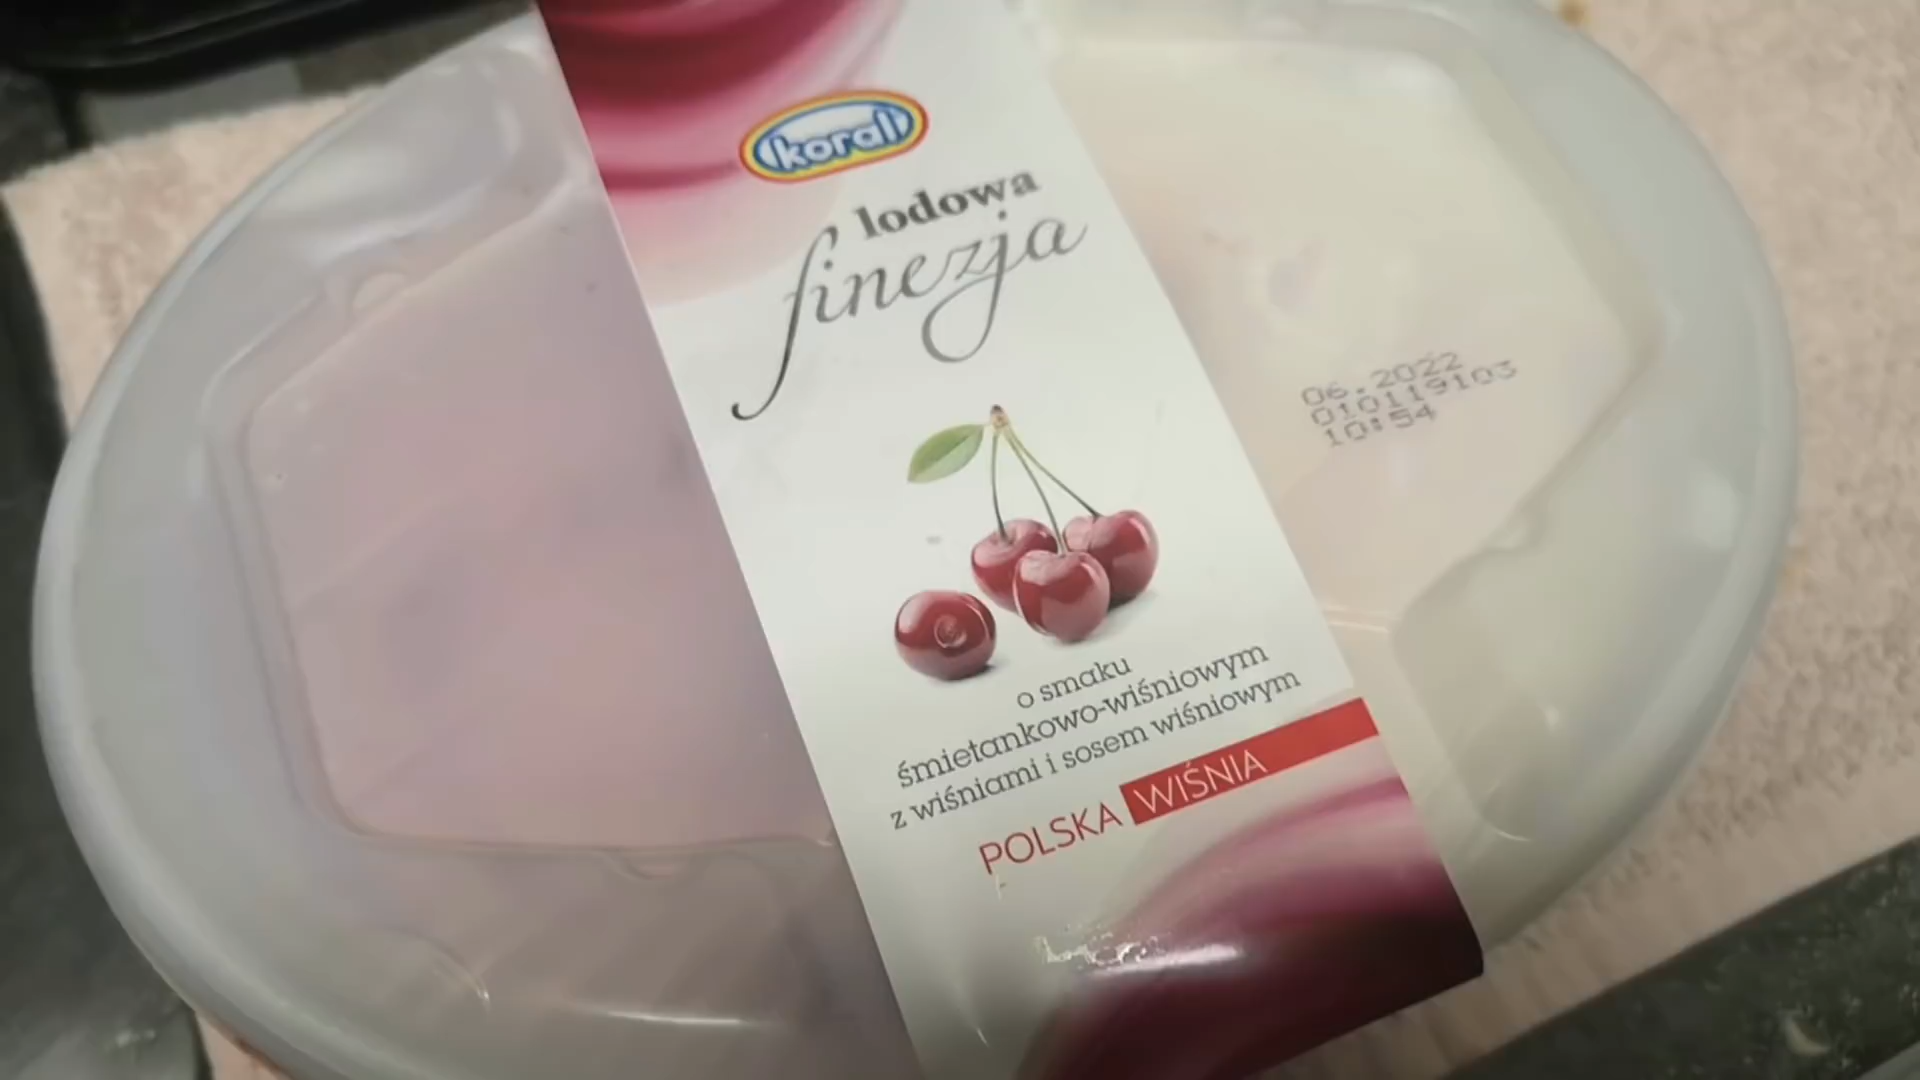 koral
lodowa
finezja
o smaku
śmietankowo-wiśniowym
z wiśniami i sosem wiśniowym
POLSKA WIŚNIA
06.2022
010119103
10:54